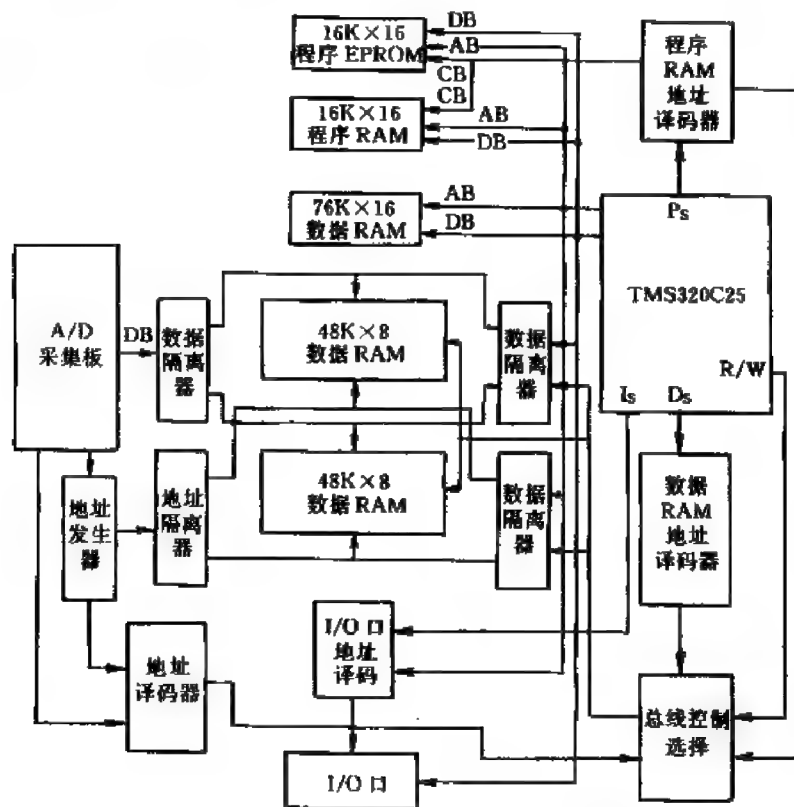 DB
16K×16
程序 EPROM
AB
CB
CB
16K×16
程序 RAM
AB
DB
程序
RAM
地址
译码器
76K×16
数据 RAM
AB
DB
Ps
TMS320C25
R/W
Is
Ds
A/D
采集板
DB
数据
隔离
器
48K×8
数据 RAM
数据
隔离
器
地址
发生
器
地址
隔离
器
48K×8
数据 RAM
数据
隔离
器
数据
RAM
地址
译码器
地址
译码器
I/O 口
地址
译码
总线控制
选择
I/O 口